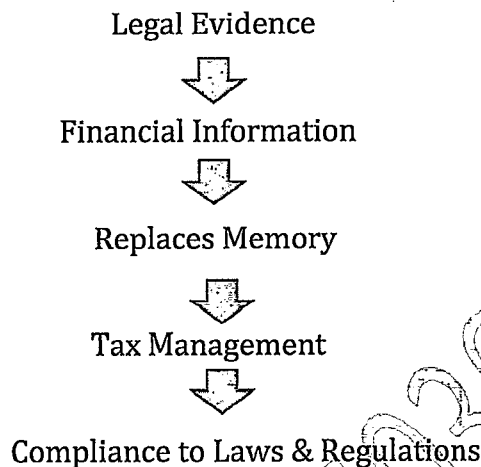 Legal Evidence
Financial Information
Replaces Memory
Tax Management
Compliance to Laws & Regulations